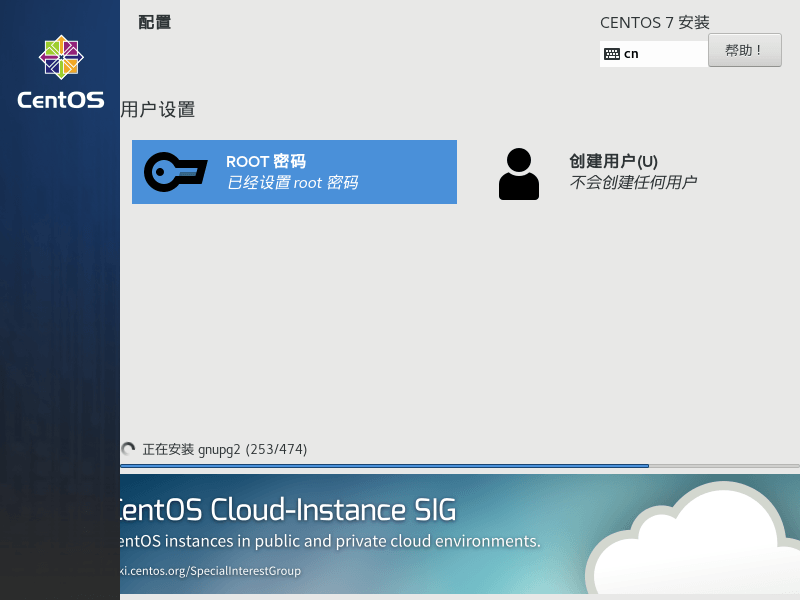 配置
CENTOS 7 安装
cn
帮助！
CentOS
用户设置
ROOT 密码
已经设置 root 密码
创建用户(U)
不会创建任何用户
正在安装 gnupg2 (253/474)
CentOS Cloud-Instance SIG
entOS instances in public and private cloud environments.
ki.centos.org/SpecialInterestGroup